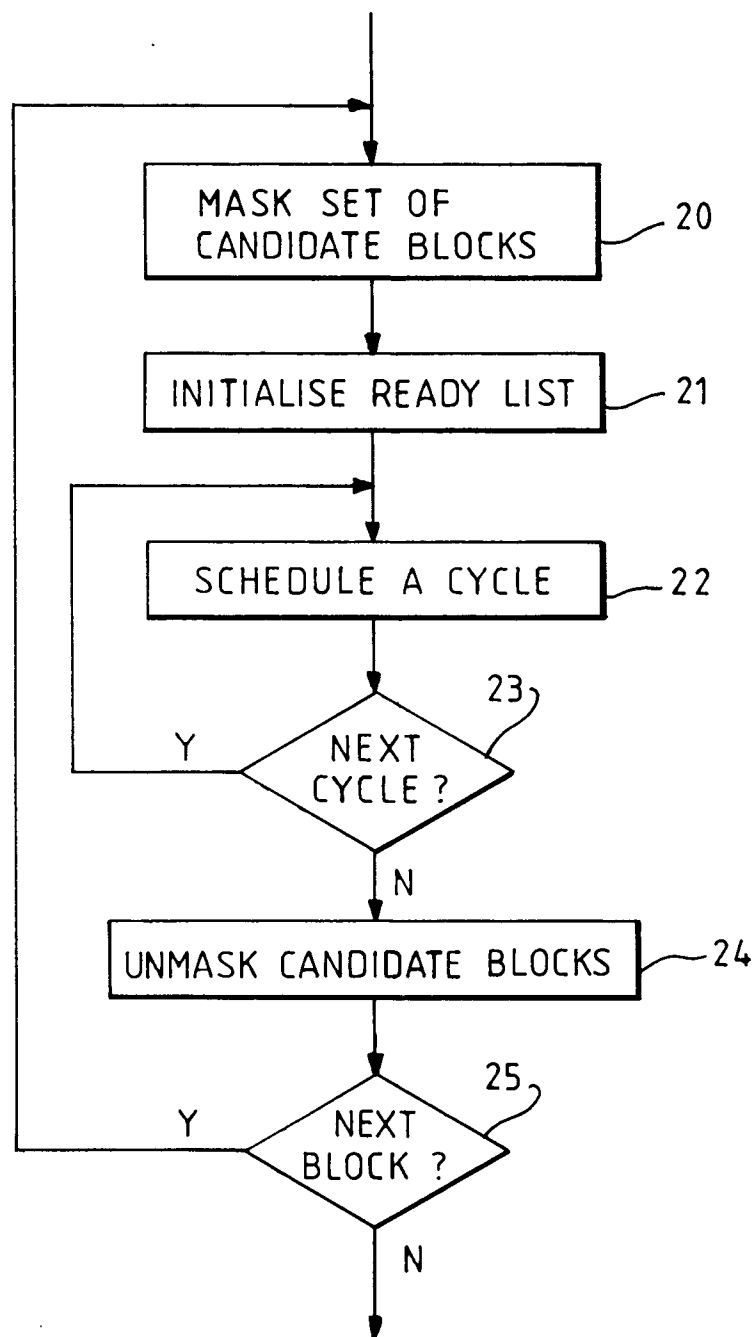 MASK SET OF
CANDIDATE BLOCKS
20
INITIALISE READY LIST
21
SCHEDULE A CYCLE
22
23
Y
NEXT
CYCLE ?
N
UNMASK CANDIDATE BLOCKS
24
25
Y
NEXT
BLOCK ?
N